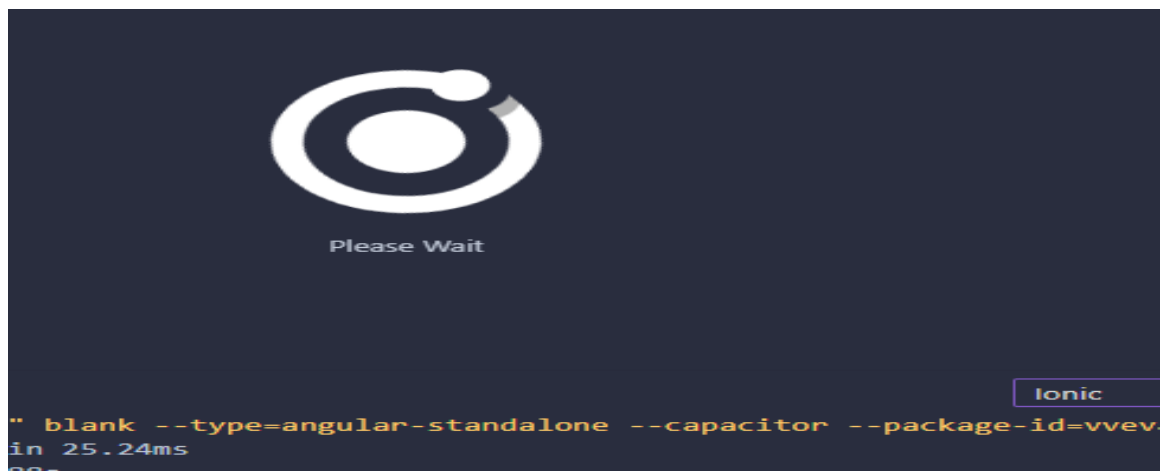 Please Wait
Ionic
" blank --type=angular-standalone --capacitor --package-id=vvev
in 25.24ms